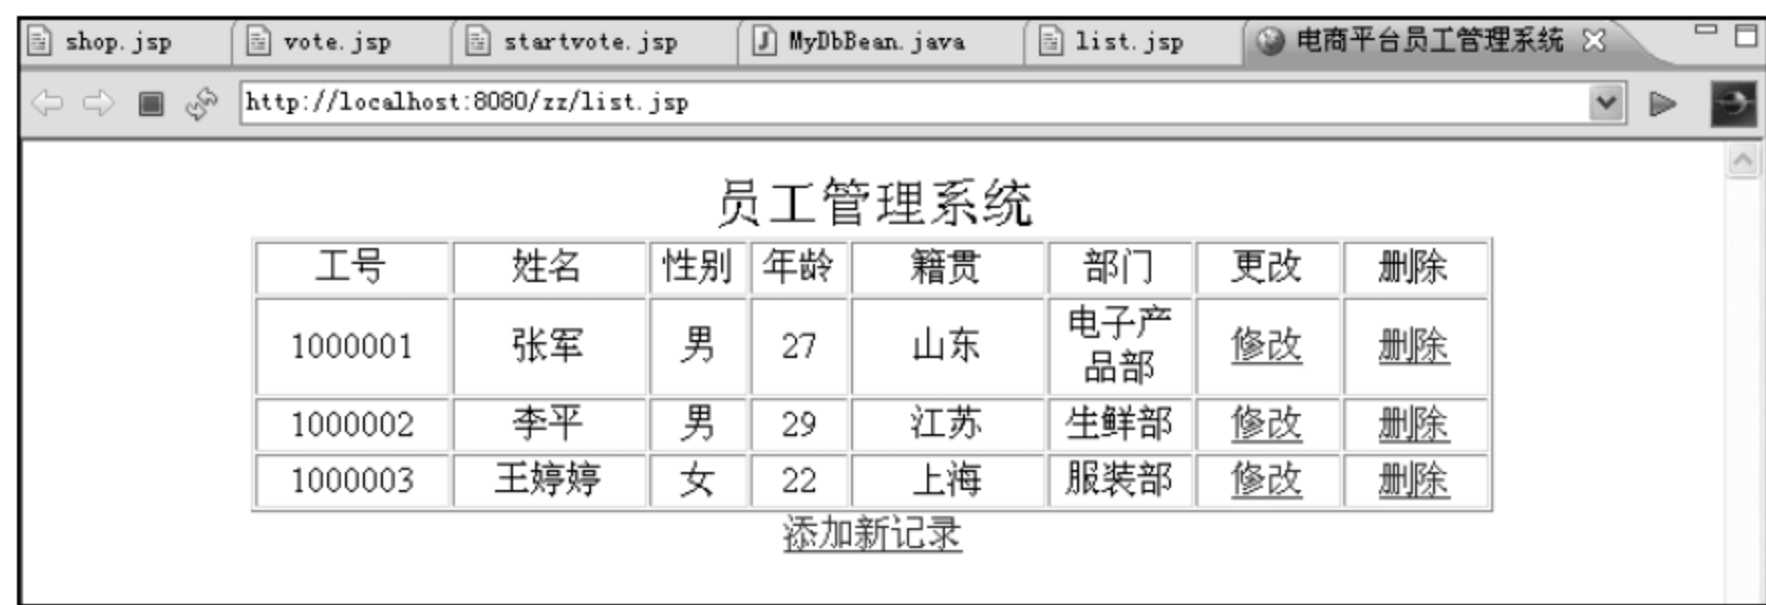 shop.jsp vote.jsp startvote.jsp MyDbBean.java list.jsp 电商平台员工管理系统
http://localhost:8080/zz/list.jsp
员工管理系统
工号 姓名 性别 年龄 籍贯 部门 更改 删除
1000001 张军 男 27 山东 电子产品部 修改 删除
1000002 李平 男 29 江苏 生鲜部 修改 删除
1000003 王婷婷 女 22 上海 服装部 修改 删除
添加新记录